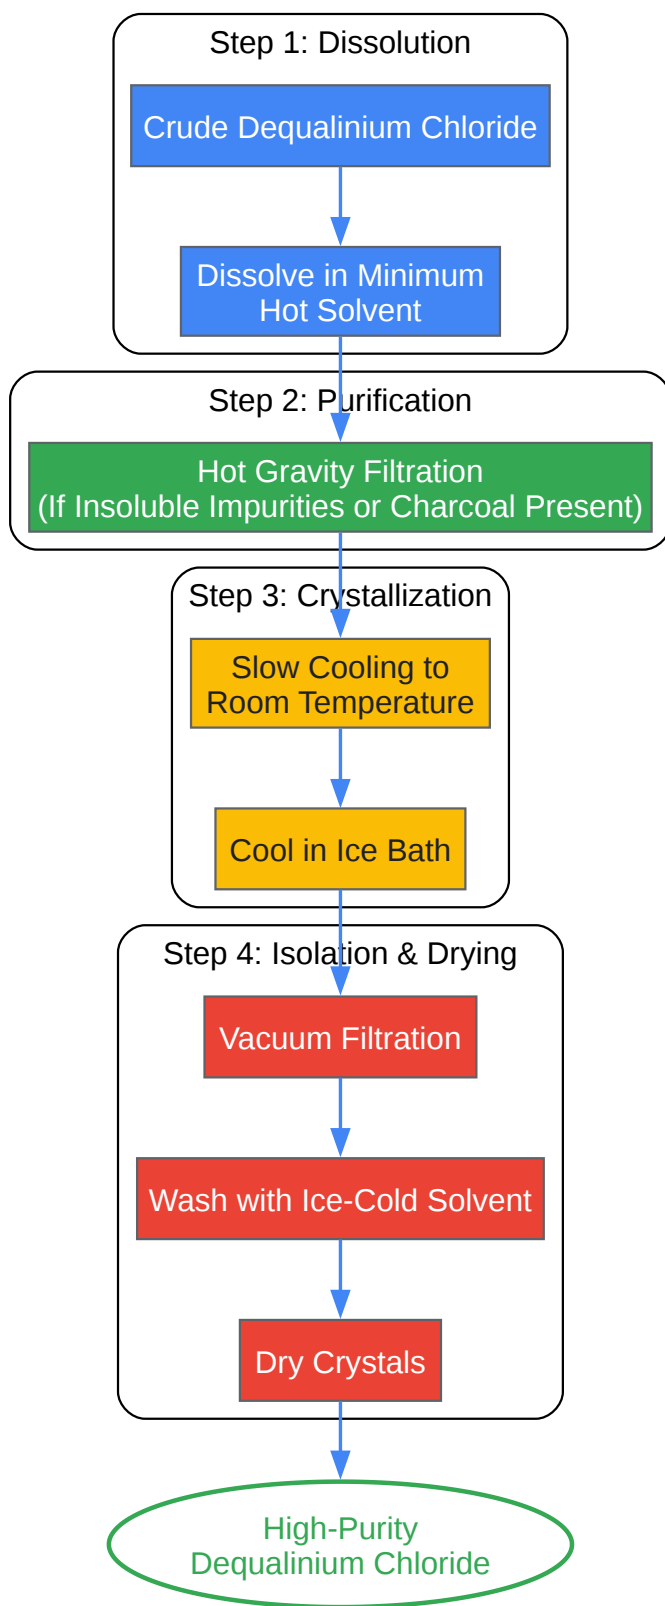 Step 1: Dissolution
Crude Dequalinium Chloride
Dissolve in Minimum
Hot Solvent
Step 2: Purification
Hot Gravity Filtration
(If Insoluble Impurities or Charcoal Present)
Step 3: Crystallization
Slow Cooling to
Room Temperature
Cool in Ice Bath
Step 4: Isolation & Drying
Vacuum Filtration
Wash with Ice-Cold Solvent
Dry Crystals
High-Purity
Dequalinium Chloride